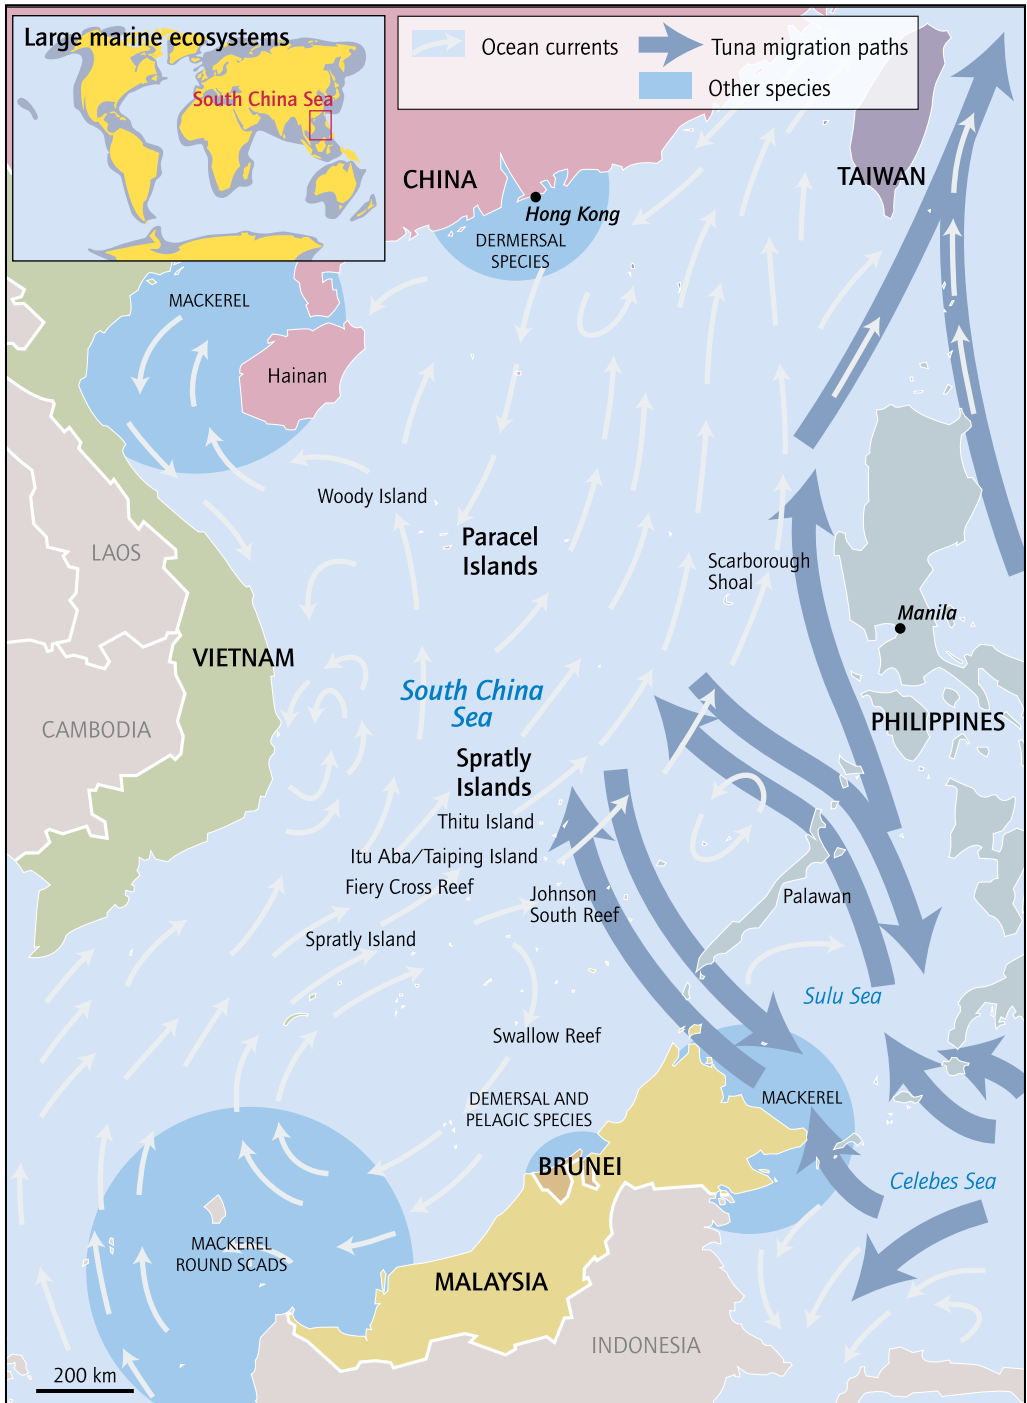 Large marine ecosystems
South China Sea
Ocean currents
Tuna migration paths
Other species
CHINA
TAIWAN
Hong Kong
DERMERSAL
SPECIES
MACKEREL
Hainan
Woody Island
Paracel
Islands
LAOS
Scarborough
Shoal
Manila
VIETNAM
South China
Sea
CAMBODIA
PHILIPPINES
Spratly
Islands
Thitu Island
Itu Aba/Taiping Island
Fiery Cross Reef
Johnson
South Reef
Palawan
Spratly Island
Sulu Sea
Swallow Reef
DEMERSAL AND
PELAGIC SPECIES
MACKEREL
BRUNEI
Celebes Sea
MACKEREL
ROUND SCADS
MALAYSIA
INDONESIA
200 km